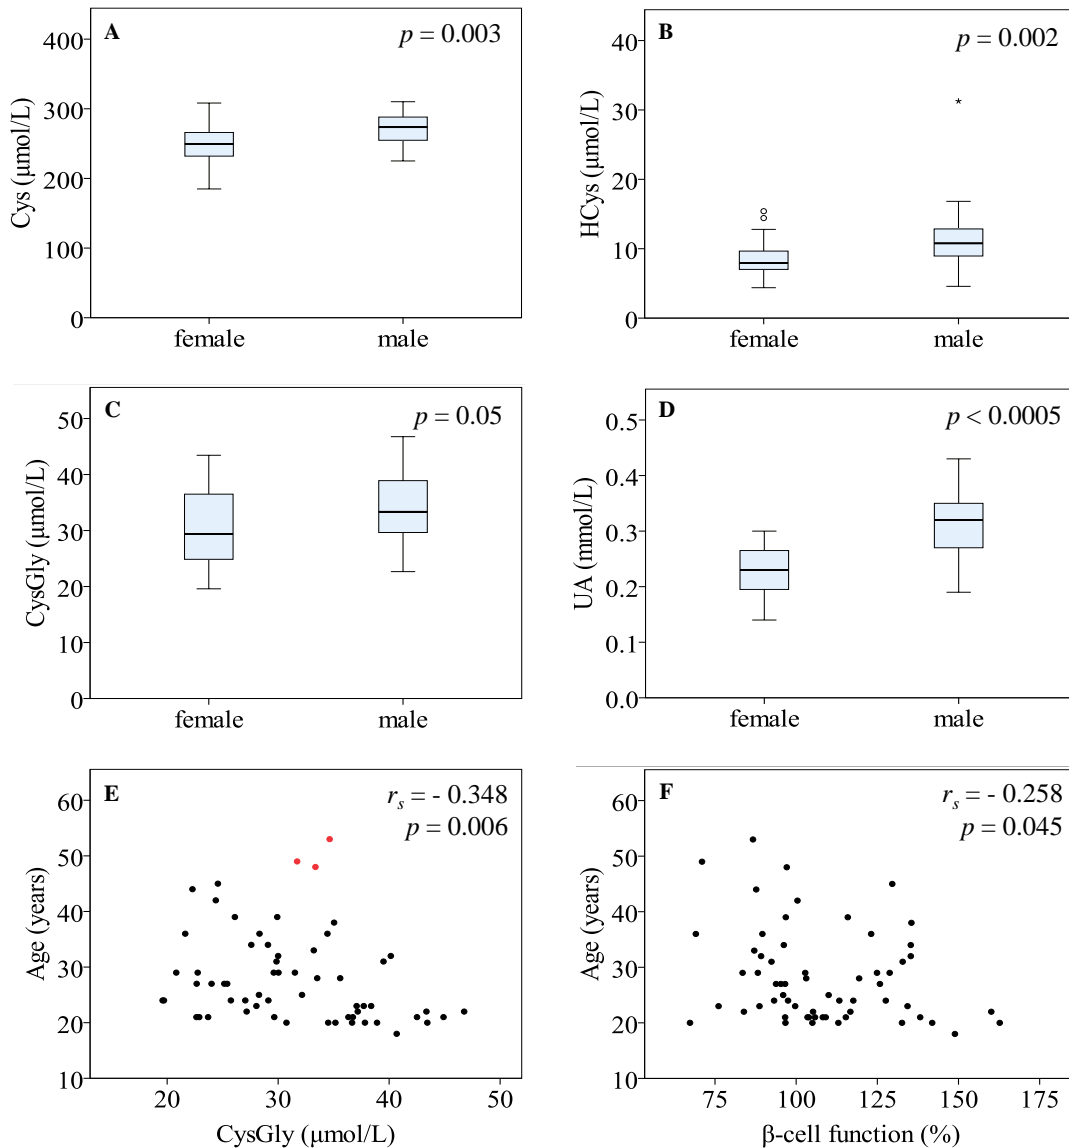 A
p = 0.003
400
300
200
100
0
Cys (μmol/L)
female male
B
p = 0.002
40
30
20
10
0
HCys (μmol/L)
female male
C
p = 0.05
50
40
30
20
10
0
CysGly (μmol/L)
female male
D
p < 0.0005
0.5
0.4
0.3
0.2
0.1
0.0
UA (mmol/L)
female male
E
rs = - 0.348
p = 0.006
60
50
40
30
20
10
Age (years)
20 30 40 50
CysGly (μmol/L)
F
rs = - 0.258
p = 0.045
60
50
40
30
20
10
Age (years)
75 100 125 150 175
β-cell function (%)